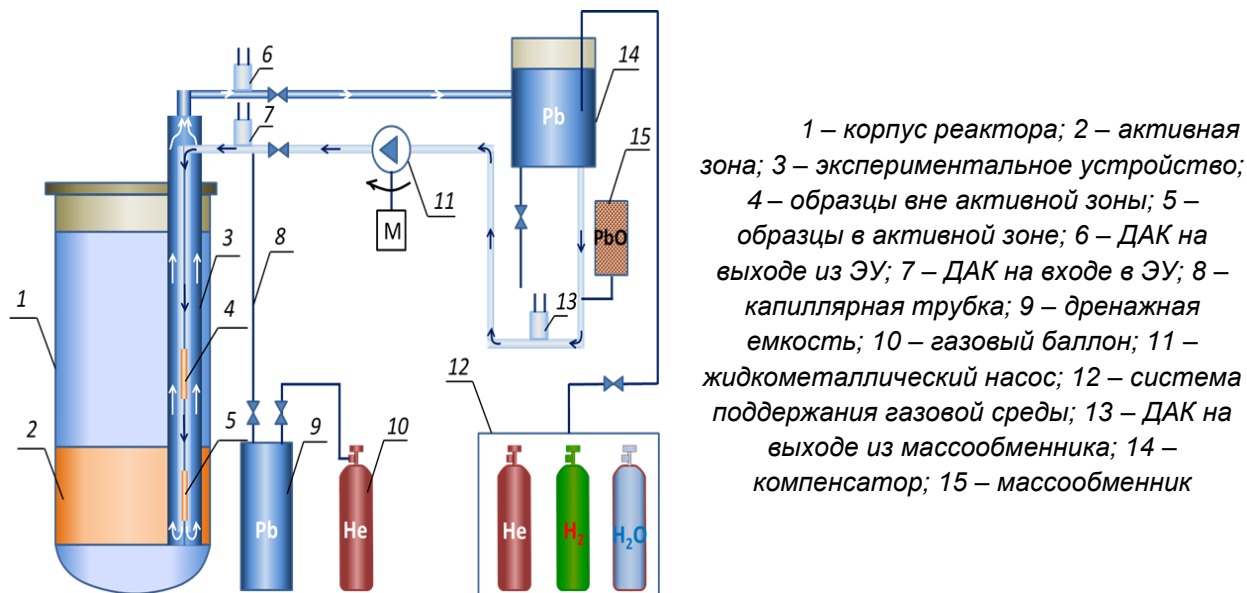 6
14
Pb
7
15
11
PbO
M
3
8
13
1
4
12
2
5
9
10
Pb
He
He
H₂
H₂O
1 – корпус реактора; 2 – активная
зона; 3 – экспериментальное устройство;
4 – образцы вне активной зоны; 5 –
образцы в активной зоне; 6 – ДАК на
выходе из ЭУ; 7 – ДАК на входе в ЭУ; 8 –
капиллярная трубка; 9 – дренажная
емкость; 10 – газовый баллон; 11 –
жидкометаллический насос; 12 – система
поддержания газовой среды; 13 – ДАК на
выходе из массообменника; 14 –
компенсатор; 15 – массообменник